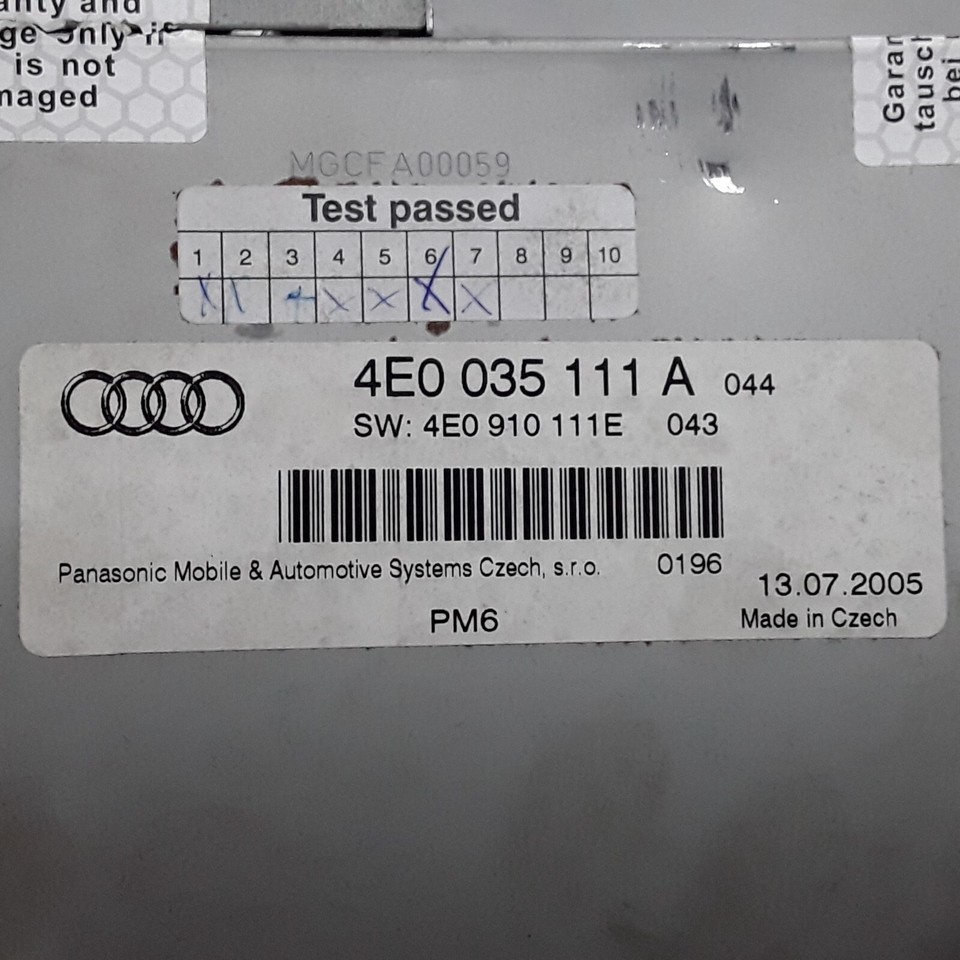 anty and
ge only if
is not
maged
Garan
tausch
bei
MGCFA00059
Test passed
1 2 3 4 5 6 7 8 9 10
4E0 035 111 A 044
SW: 4E0 910 111E 043
Panasonic Mobile & Automotive Systems Czech, s.r.o. 0196
13.07.2005
PM6
Made in Czech